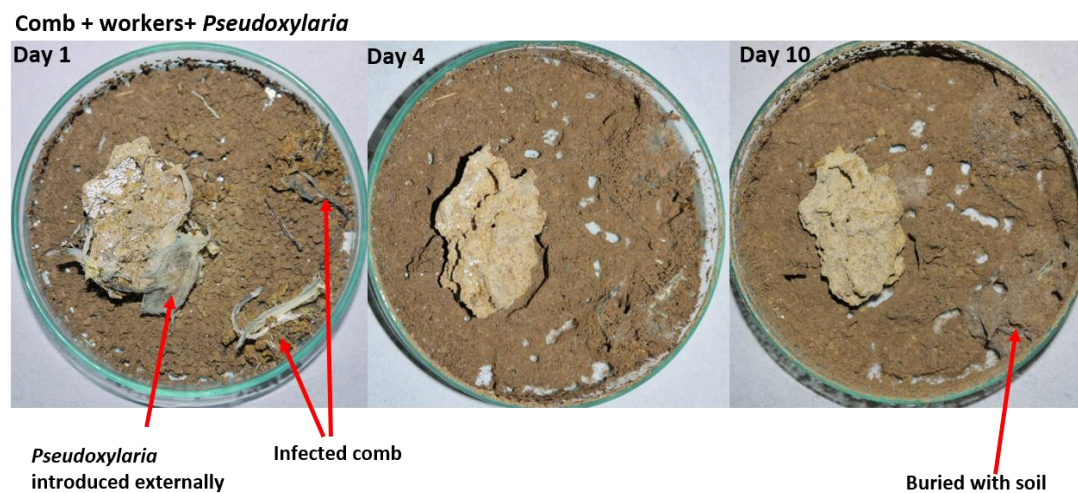 Comb + workers+ Pseudoxylaria
Day 1
Day 4
Day 10
Pseudoxylaria
introduced externally
Infected comb
Buried with soil